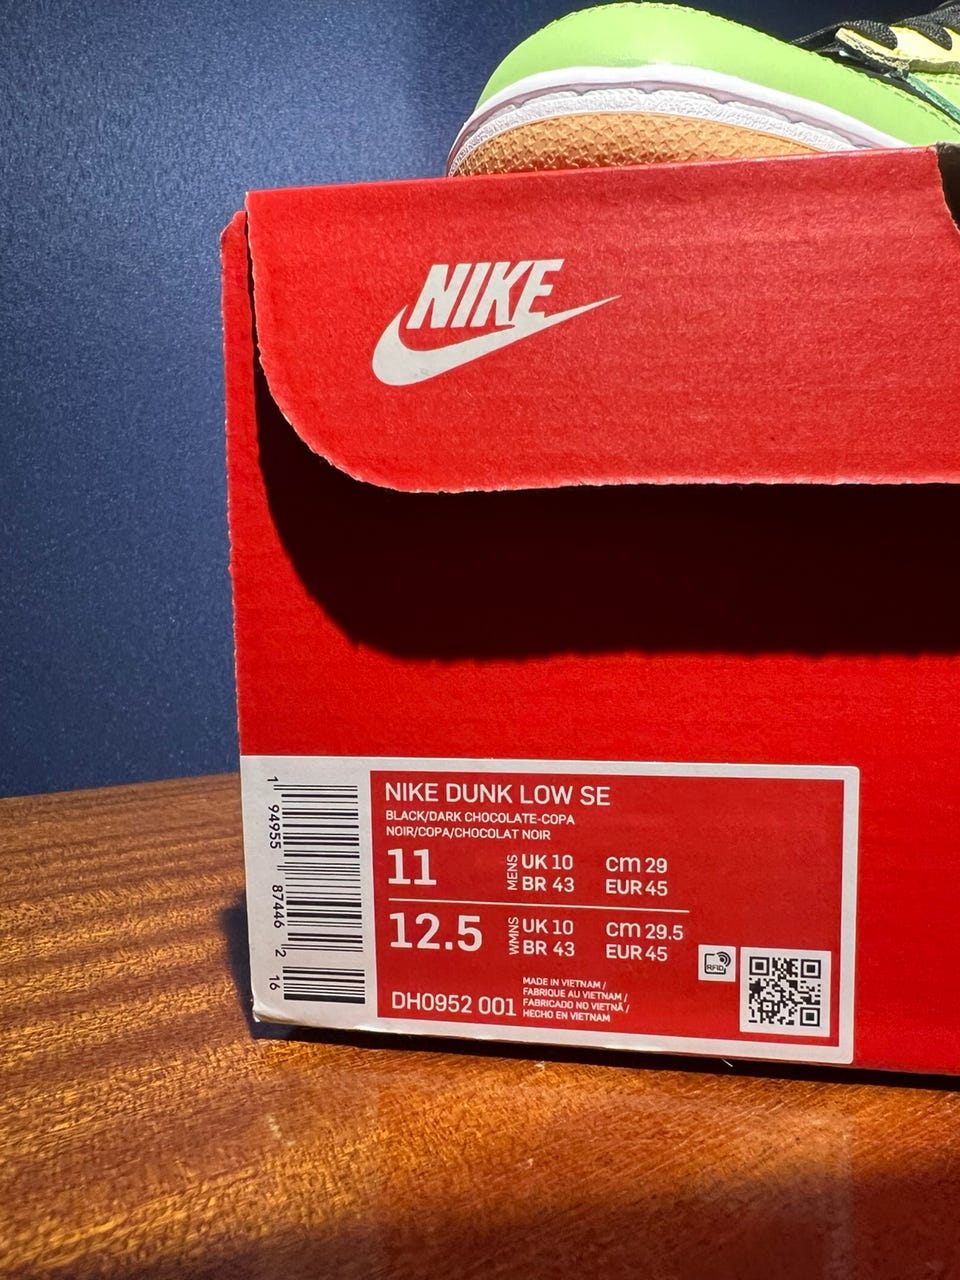 NIKE
NIKE DUNK LOW SE
BLACK/DARK CHOCOLATE-COPA
NOIR/COPA/CHOCOLAT NOIR
11 MENS UK 10 cm 29
BR 43 EUR 45
12.5 WMNS UK 10 cm 29.5
BR 43 EUR 45
RFID
DH0952 001
MADE IN VIETNAM /
FABRIQUE AU VIETNAM /
FABRICADO NO VIETNÃ /
HECHO EN VIETNAM
1 94955 87446 2 16